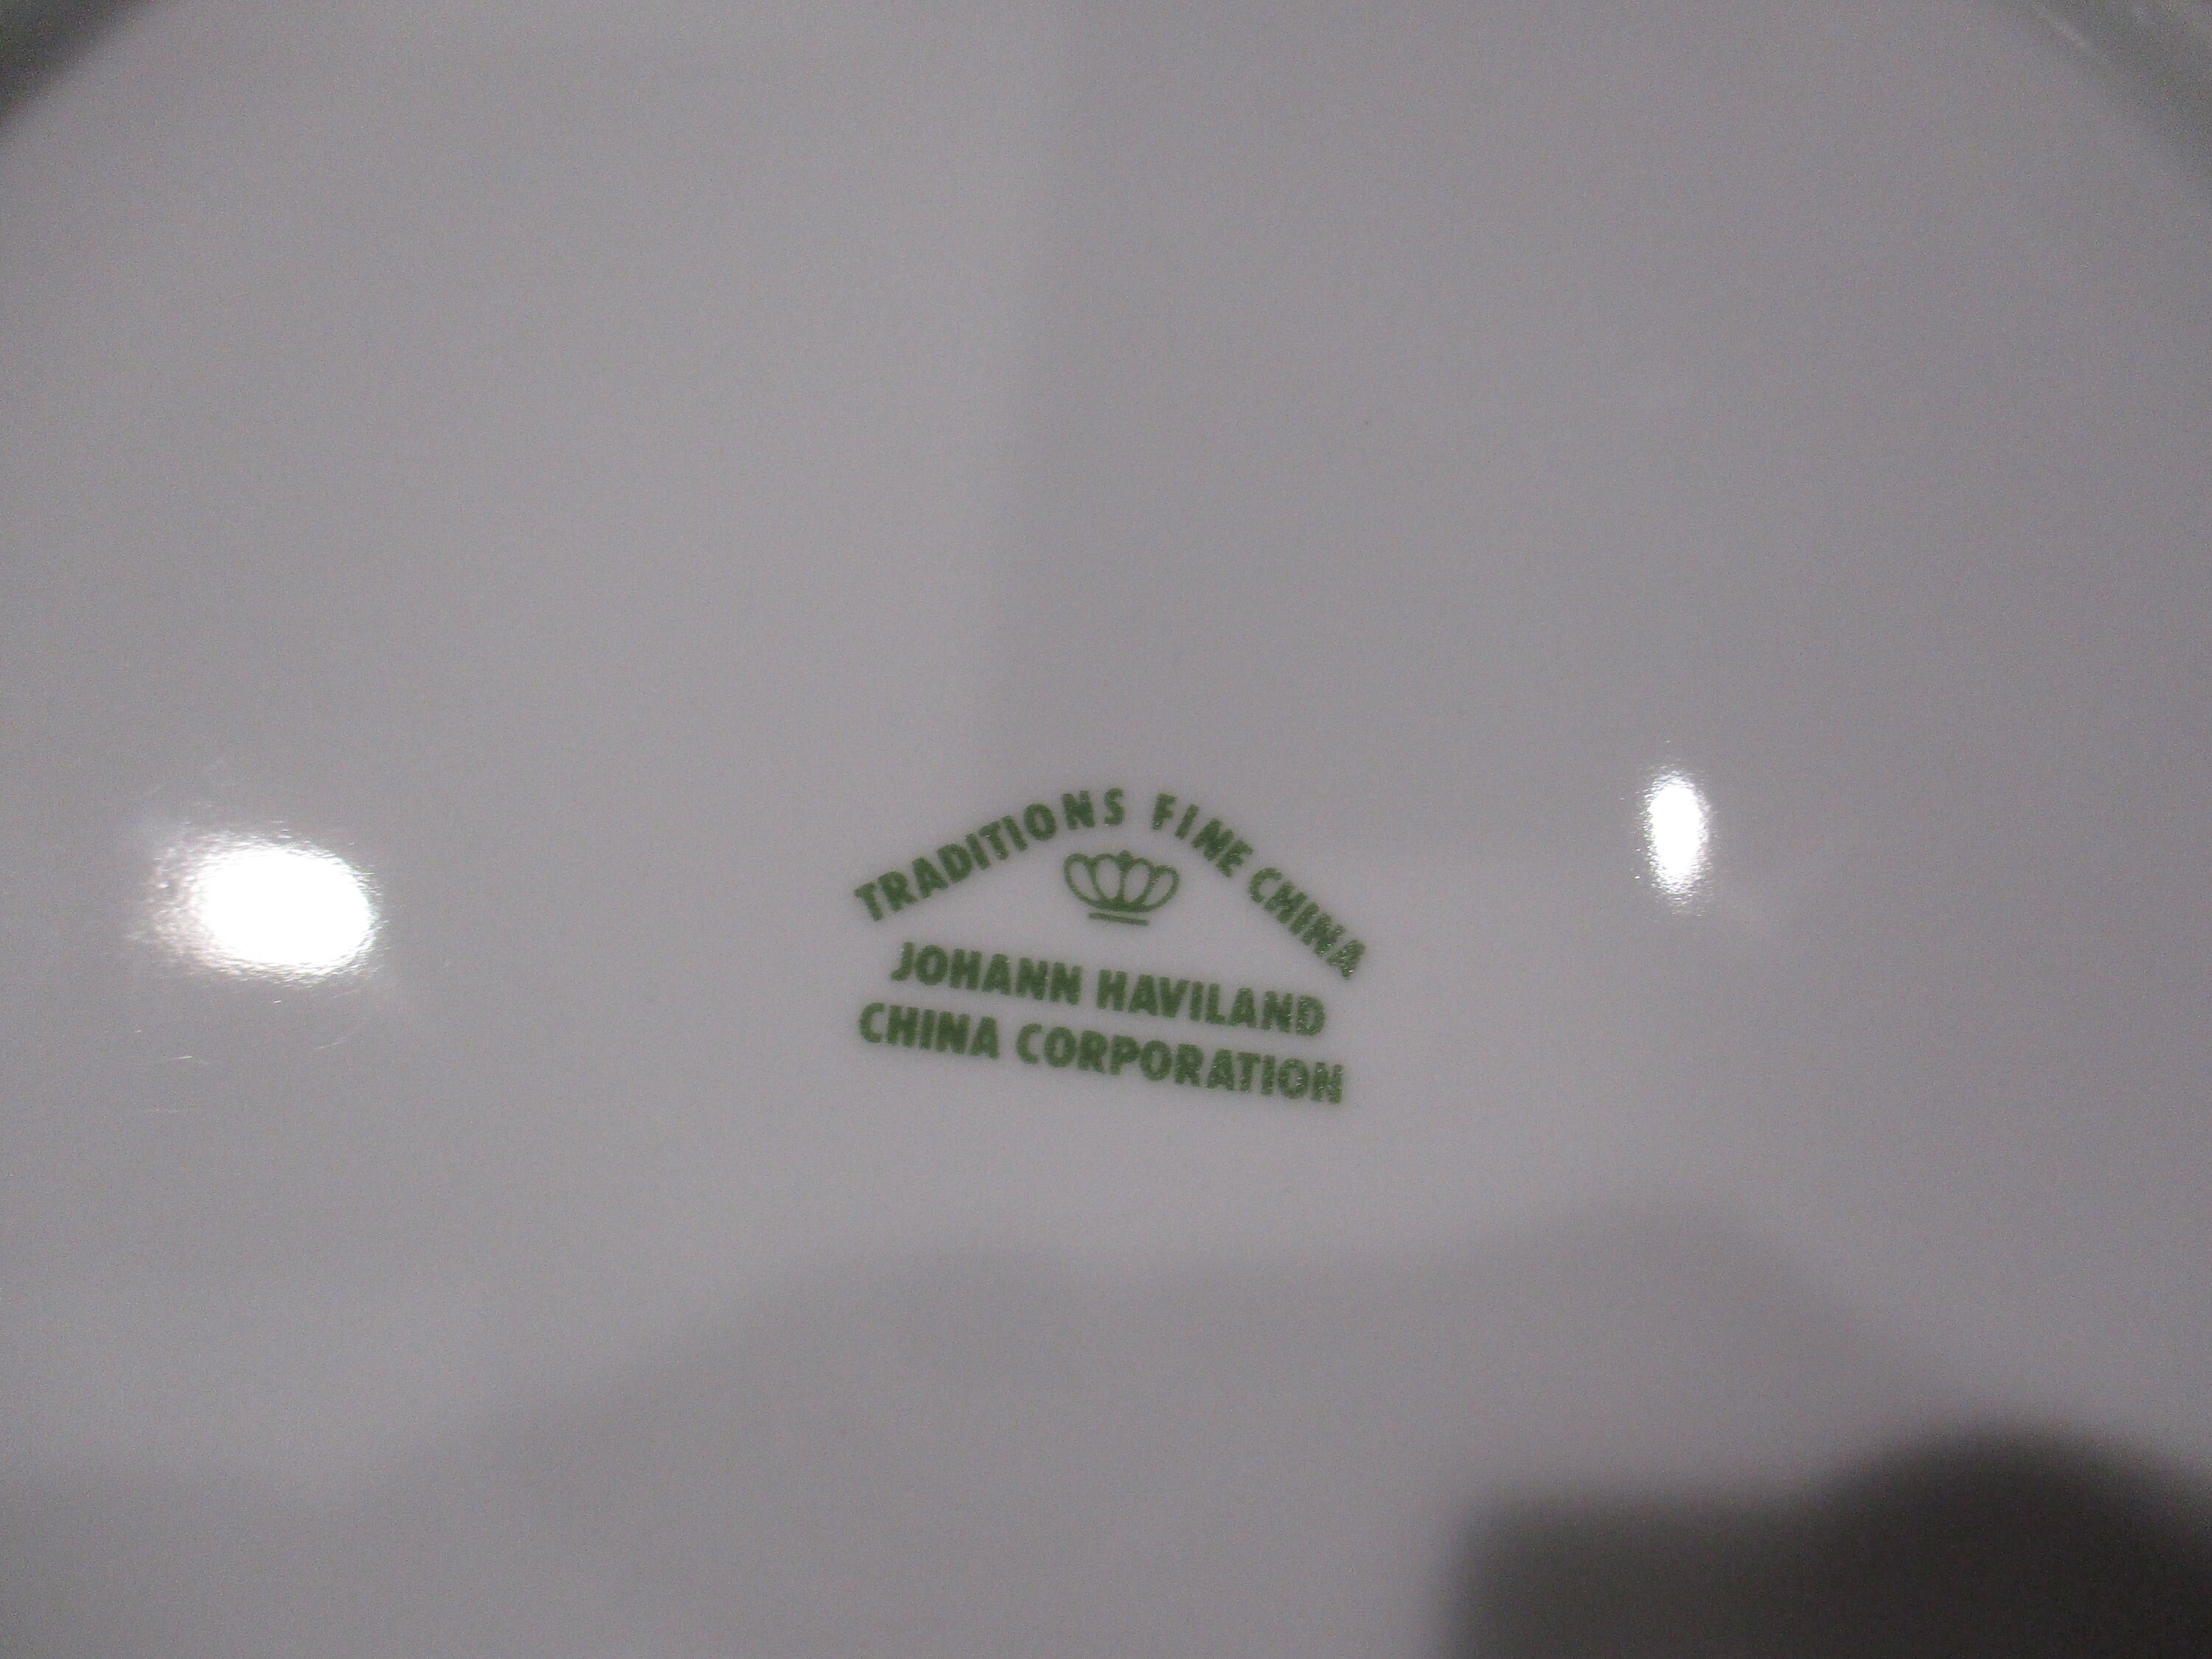 TRADITIONS FINE CHINA
JOHANN HAVILAND
CHINA CORPORATION